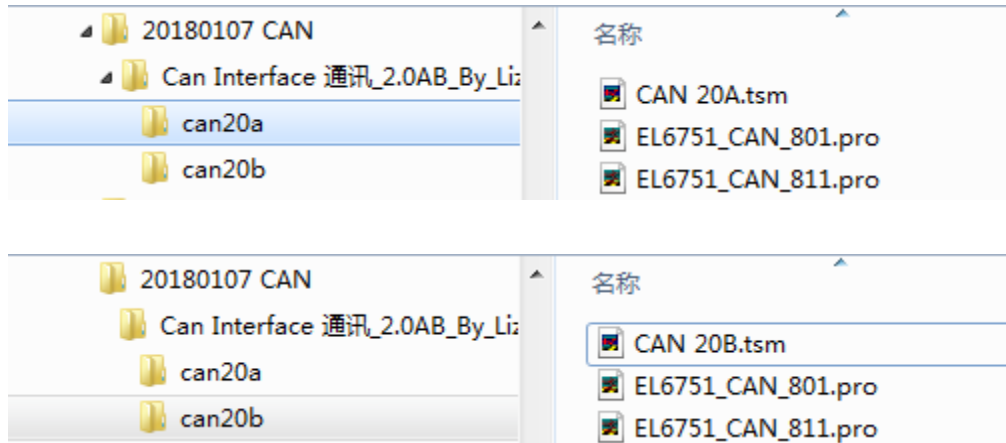 20180107 CAN
Can Interface 通讯_2.0AB_By_Liz
can20a
can20b
名称
CAN 20A.tsm
EL6751_CAN_801.pro
EL6751_CAN_811.pro
20180107 CAN
Can Interface 通讯_2.0AB_By_Liz
can20a
can20b
名称
CAN 20B.tsm
EL6751_CAN_801.pro
EL6751_CAN_811.pro